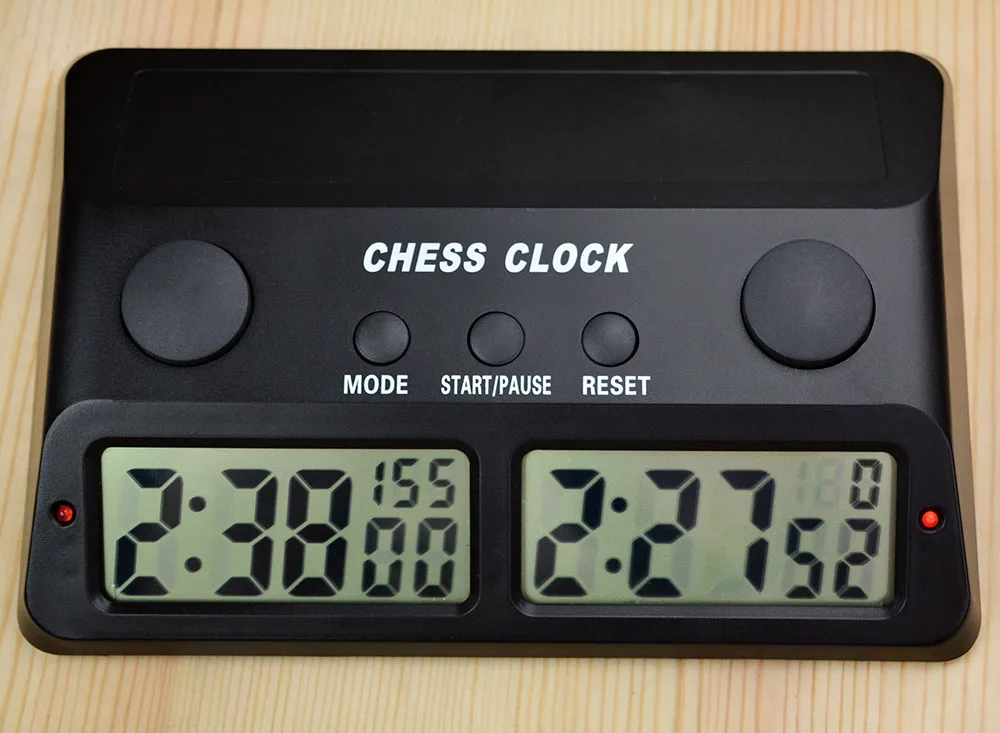 CHESS CLOCK
MODE START/PAUSE RESET
2:38 155 00
2:27 0 52